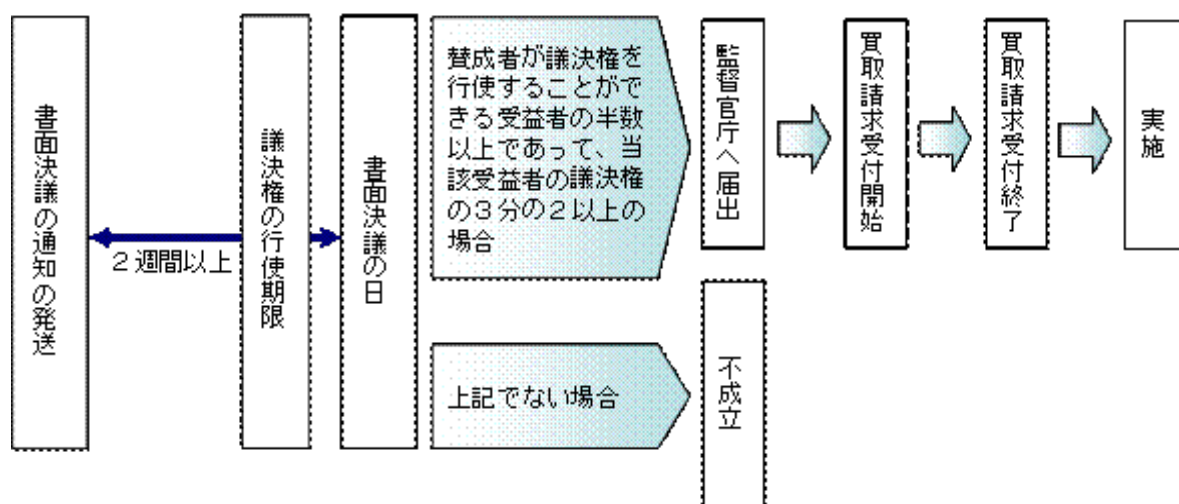 書面決議の通知の発送
2週間以上
議決権の行使期限
書面決議の日
賛成者が議決権を
行使することがで
きる受益者の半数
以上であって、当
該受益者の議決権
の3分の2以上の
場合
監督官庁へ届出
買取請求受付開始
買取請求受付終了
実施
上記でない場合
不成立